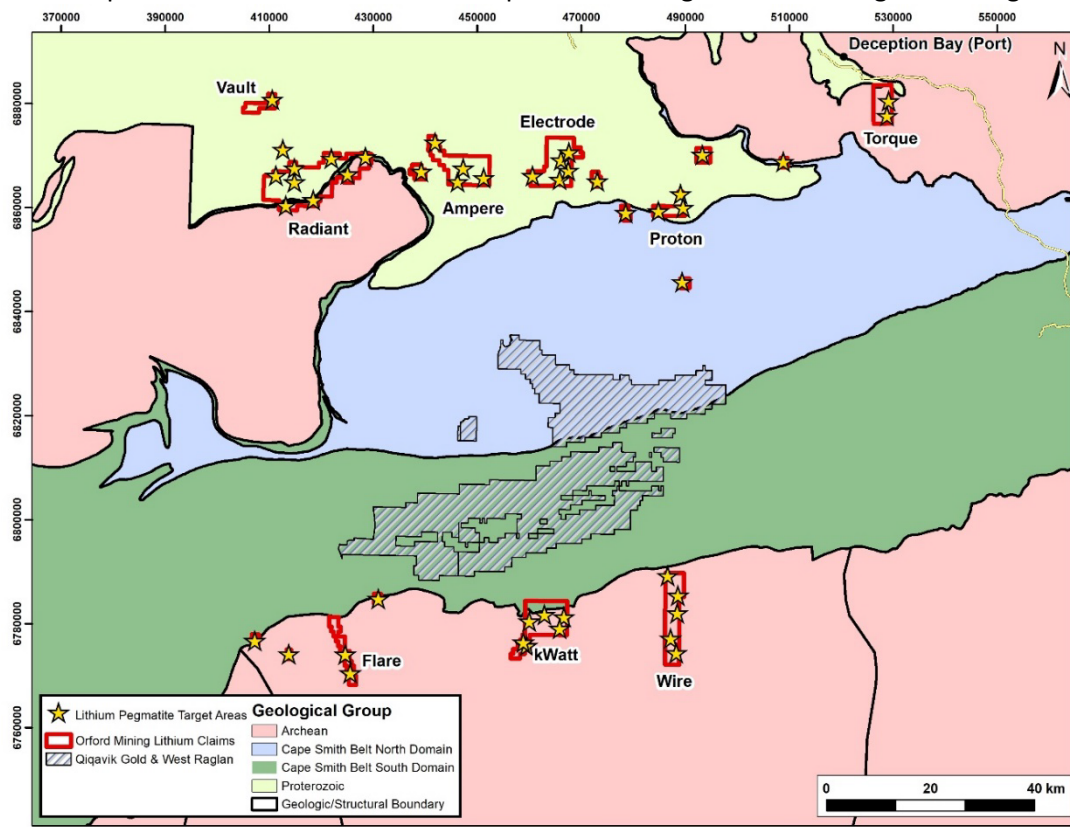 370000 390000 410000 430000 450000 470000 490000 510000 530000 550000
Deception Bay (Port)
N
Vault
6880000
Electrode
Torque
6860000
Radiant
Ampere
Proton
6840000
6820000
6800000
6780000
Flare
kWatt
Wire
6760000
Lithium Pegmatite Target Areas
Orford Mining Lithium Claims
Qiqavik Gold & West Raglan
Geological Group
Archean
Cape Smith Belt North Domain
Cape Smith Belt South Domain
Proterozoic
Geologic/Structural Boundary
0 20 40 km